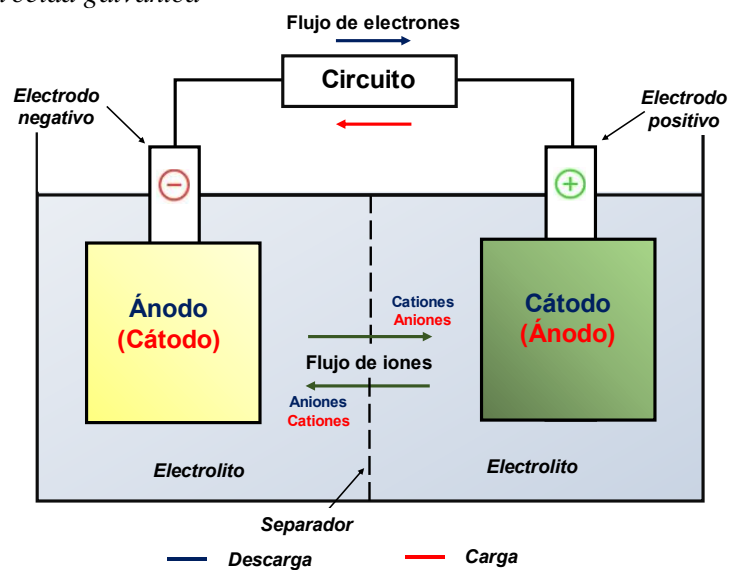 Flujo de electrones
Circuito
Electrodo
negativo
Electrodo
positivo
Ánodo
(Cátodo)
Cationes
Aniones
Flujo de iones
Aniones
Cationes
Cátodo
(Ánodo)
Electrolito
Electrolito
Separador
Descarga
Carga